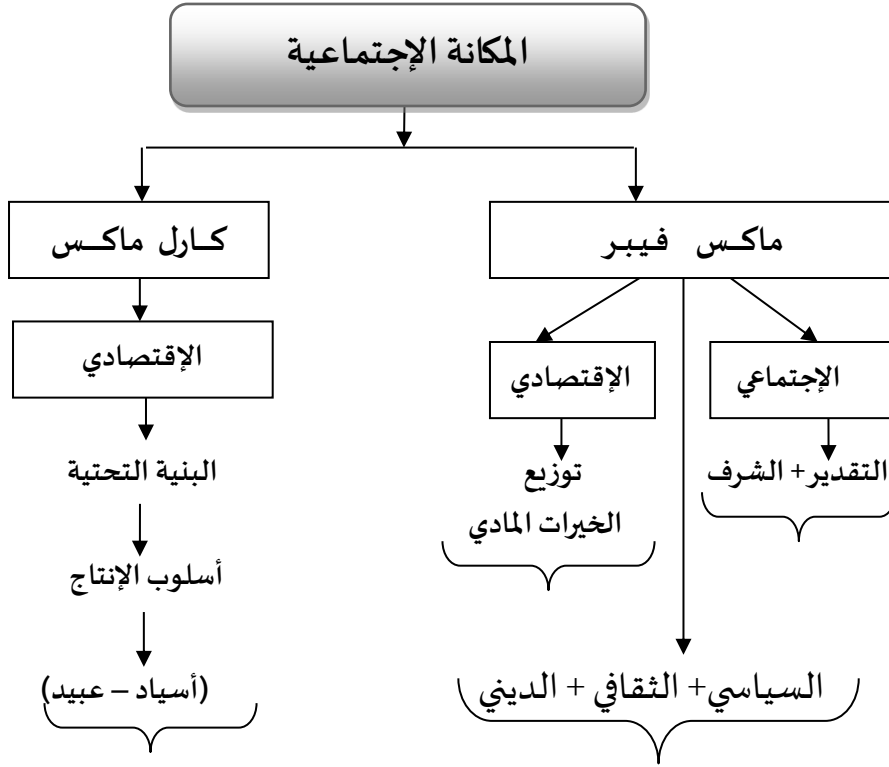 المكانة الإجتماعية
ماكس فيبر
كارل ماكس
الإجتماعي
الإقتصادي
الإقتصادي
التقدير + الشرف
توزيع
الخيرات المادي
البنية التحتية
أسلوب الإنتاج
السياسي + الثقافي + الديني
(أسياد – عبيد)